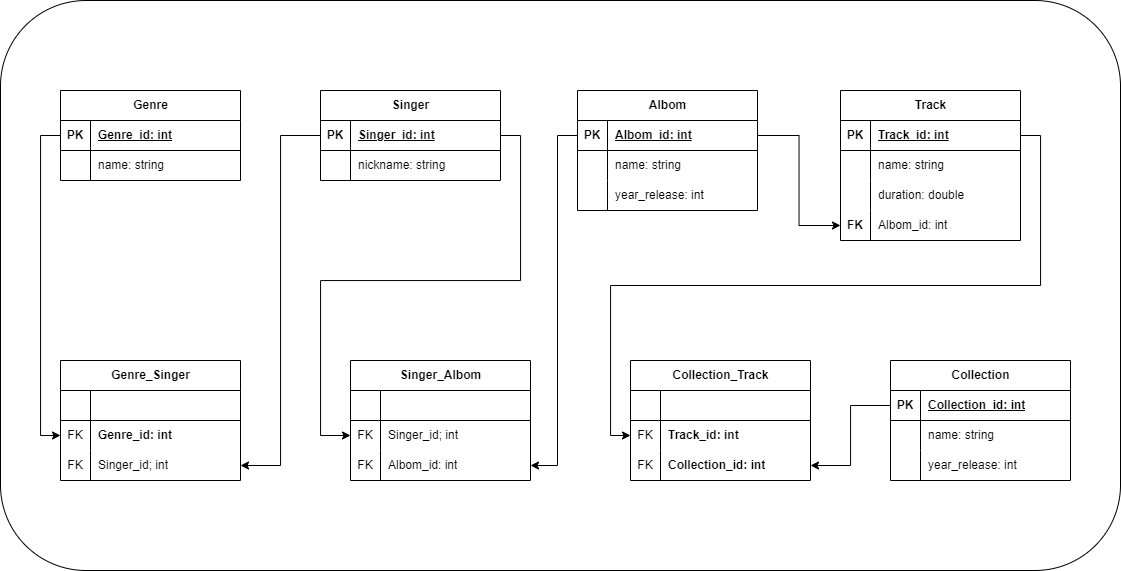 Genre
PK Genre_id: int
name: string
Singer
PK Singer_id: int
nickname: string
Albom
PK Albom_id: int
name: string
year_release: int
Track
PK Track_id: int
name: string
duration: double
FK Albom_id: int
Genre_Singer
FK Genre_id: int
FK Singer_id; int
Singer_Albom
FK Singer_id; int
FK Albom_id: int
Collection_Track
FK Track_id: int
FK Collection_id: int
Collection
PK Collection_id: int
name: string
year_release: int